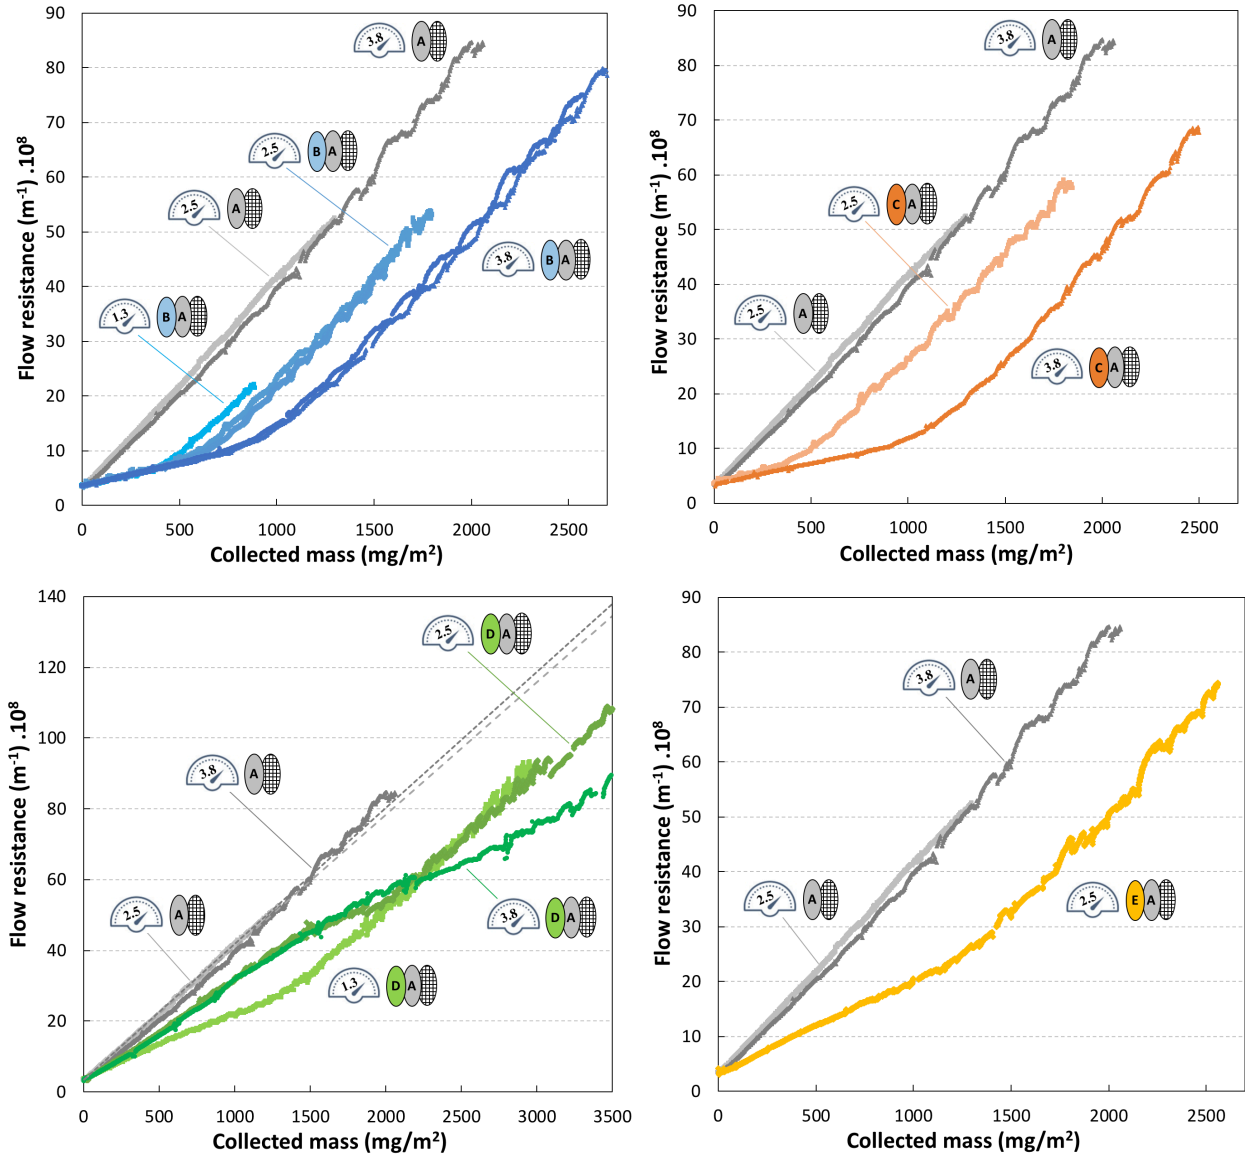 90
80
70
60
50
40
30
20
10
0
Flow resistance (m⁻¹) .10⁸
3.8 A
2.5 B A
2.5 A
3.8 B A
1.3 B A
0 500 1000 1500 2000 2500
Collected mass (mg/m²)
90
80
70
60
50
40
30
20
10
0
Flow resistance (m⁻¹) .10⁸
3.8 A
2.5 C A
2.5 A
3.8 C A
0 500 1000 1500 2000 2500
Collected mass (mg/m²)
140
120
100
80
60
40
20
0
Flow resistance (m⁻¹) .10⁸
2.5 D A
3.8 A
2.5 A
3.8 D A
1.3 D A
0 500 1000 1500 2000 2500 3000 3500
Collected mass (mg/m²)
90
80
70
60
50
40
30
20
10
0
Flow resistance (m⁻¹) .10⁸
3.8 A
2.5 A
2.5 E A
0 500 1000 1500 2000 2500
Collected mass (mg/m²)